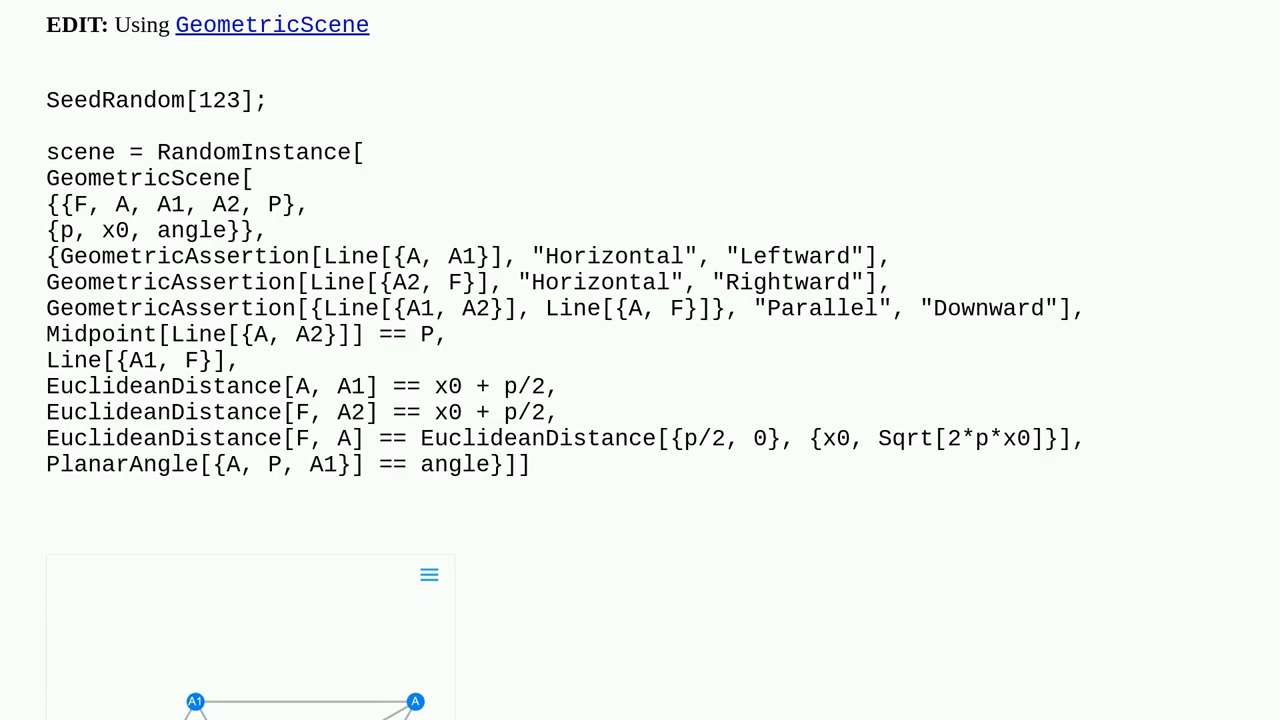 EDIT: Using GeometricScene
SeedRandom[123];
scene = RandomInstance[
GeometricScene[
{{F, A, A1, A2, P},
{p, x0, angle}},
{GeometricAssertion[Line[{A, A1}], "Horizontal", "Leftward"],
GeometricAssertion[Line[{A2, F}], "Horizontal", "Rightward"],
GeometricAssertion[{Line[{A1, A2}], Line[{A, F}]}, "Parallel", "Downward"],
Midpoint[Line[{A, A2}]] == P,
Line[{A1, F}],
EuclideanDistance[A, A1] == x0 + p/2,
EuclideanDistance[F, A2] == x0 + p/2,
EuclideanDistance[F, A] == EuclideanDistance[{p/2, 0}, {x0, Sqrt[2*p*x0]}],
PlanarAngle[{A, P, A1}] == angle}]]
A1 A